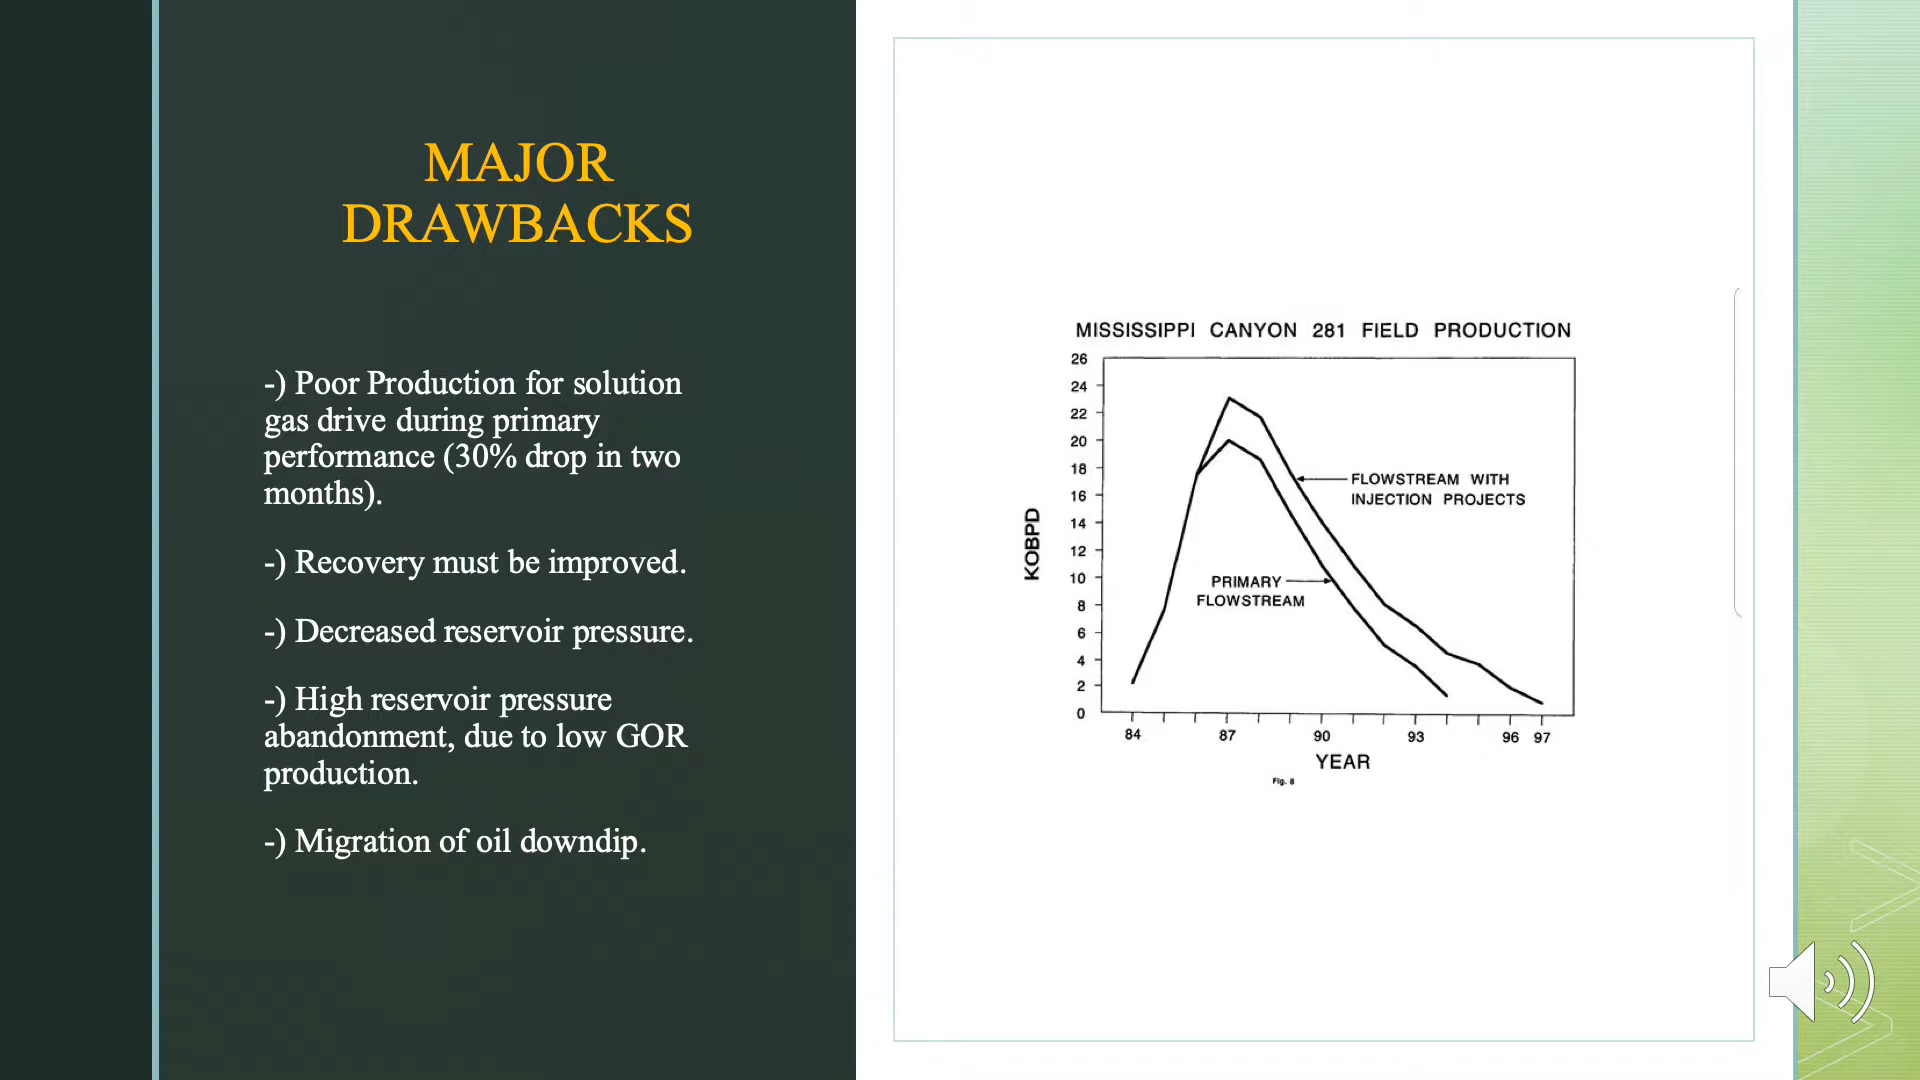 MAJOR
DRAWBACKS
-) Poor Production for solution
gas drive during primary
performance (30% drop in two
months).
-) Recovery must be improved.
-) Decreased reservoir pressure.
-) High reservoir pressure
abandonment, due to low GOR
production.
-) Migration of oil downdip.
MISSISSIPPI CANYON 281 FIELD PRODUCTION
26
24
22
20
18
16
14
12
10
8
6
4
2
0
KOBPD
FLOWSTREAM WITH
INJECTION PROJECTS
PRIMARY
FLOWSTREAM
84 87 90 93 96 97
YEAR
Fig. 8